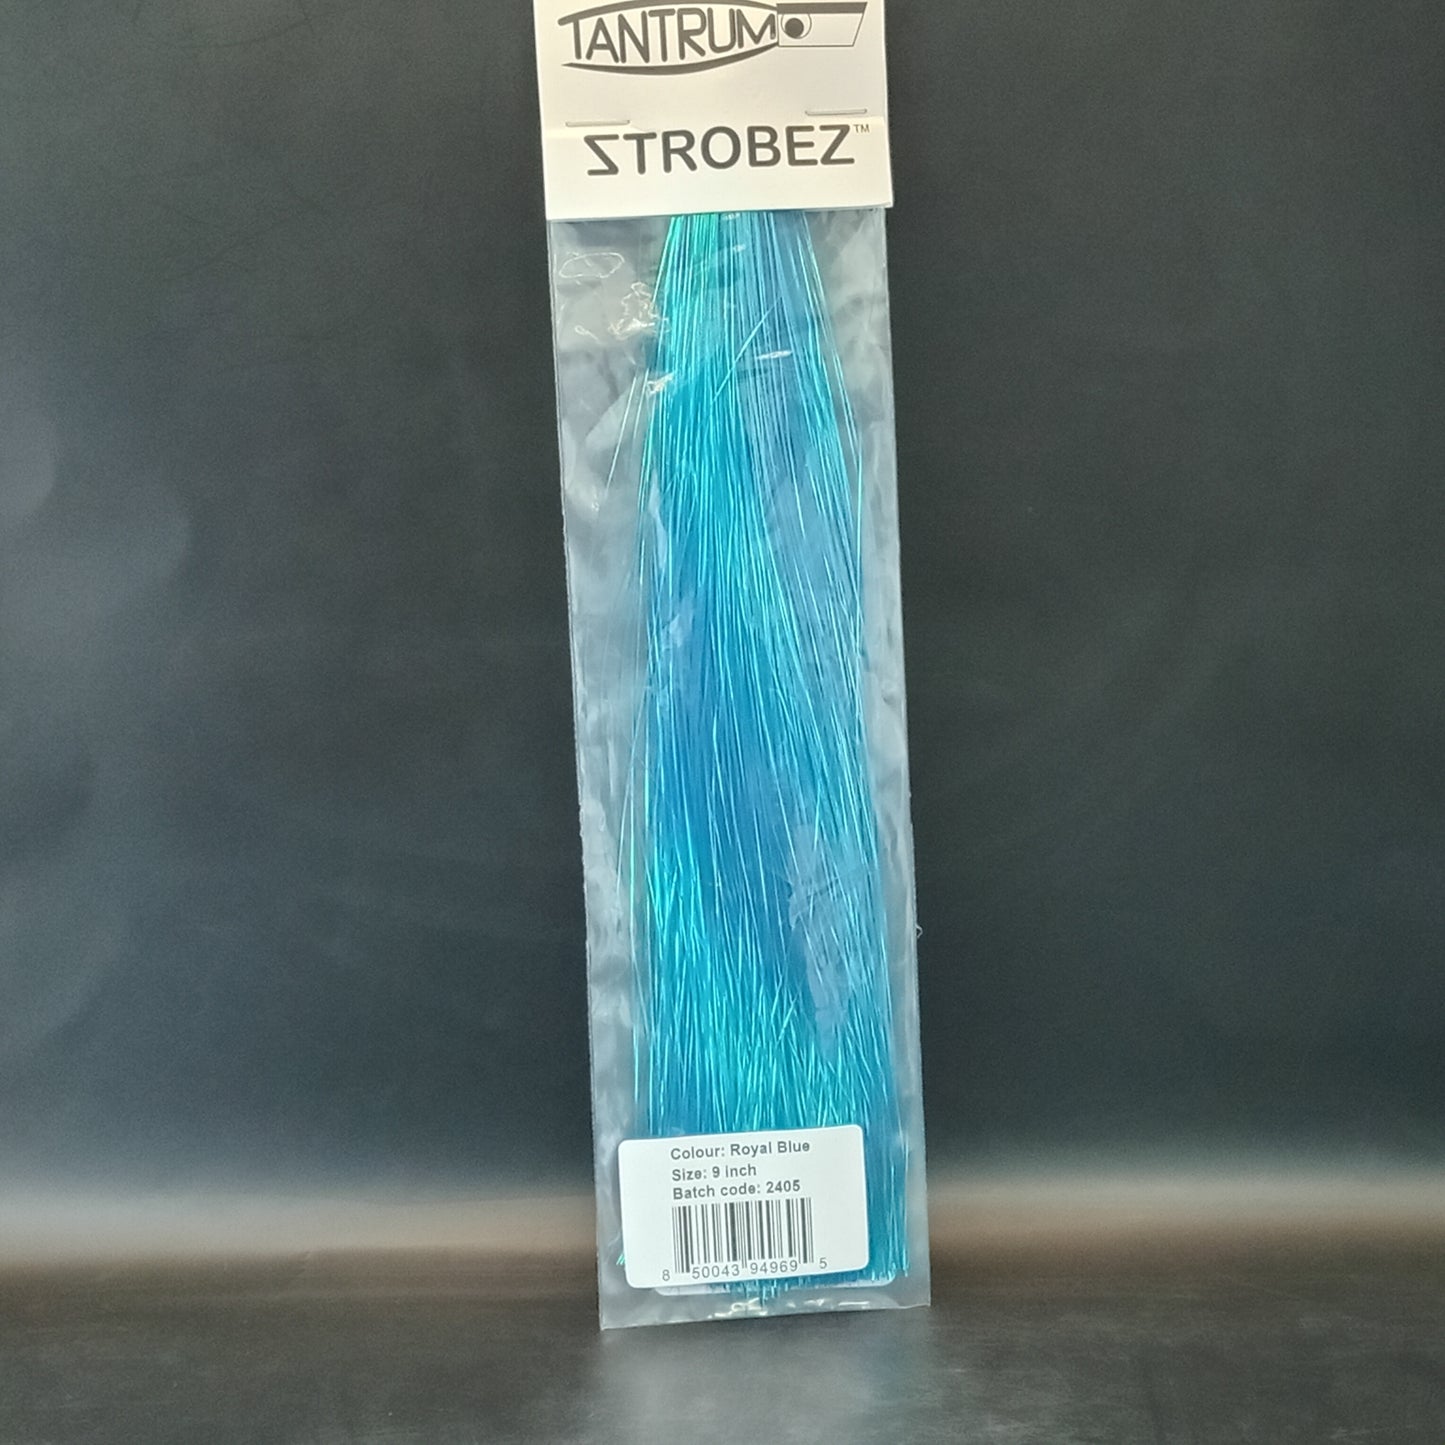 TANTRUM
STROBEZ™
Colour: Royal Blue
Size: 9 inch
Batch code: 2405
8 50043 94969 5